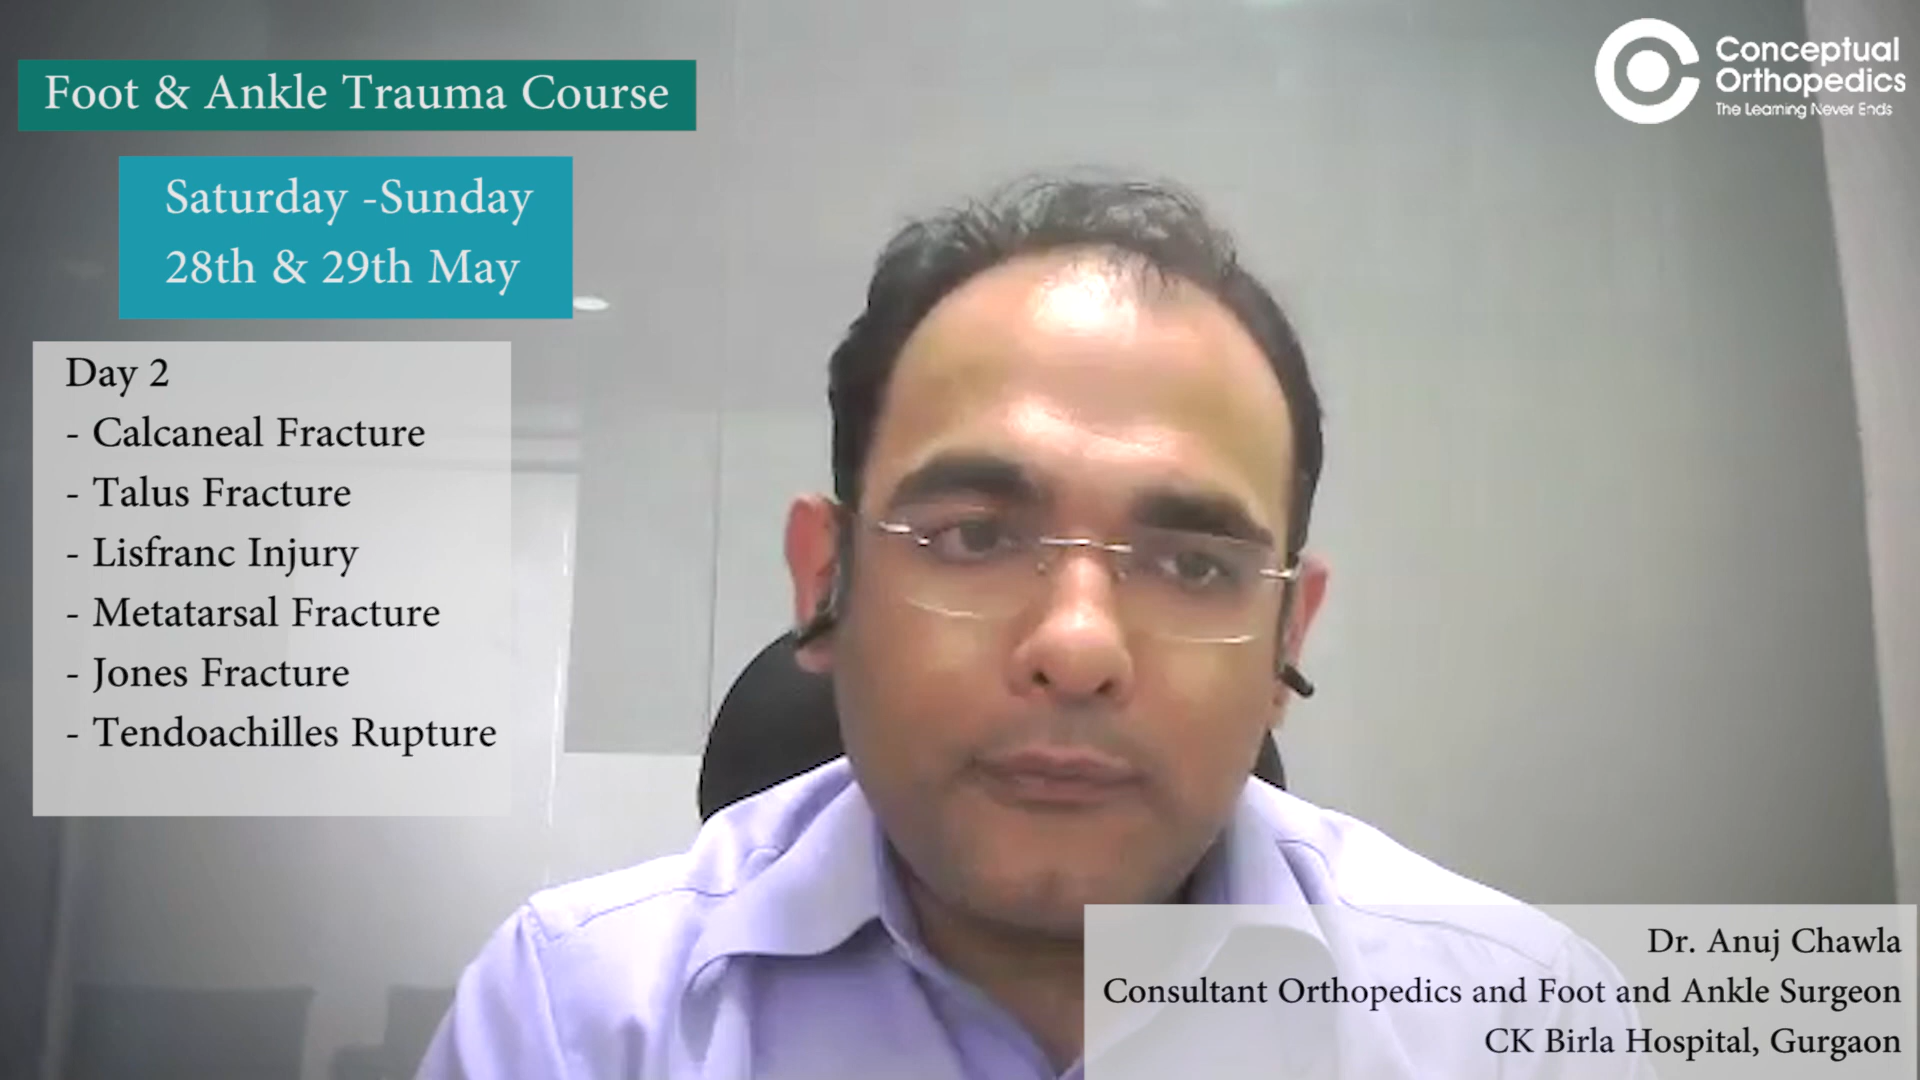 Foot & Ankle Trauma Course
Saturday -Sunday
28th & 29th May
Day 2
- Calcaneal Fracture
- Talus Fracture
- Lisfranc Injury
- Metatarsal Fracture
- Jones Fracture
- Tendoachilles Rupture
Conceptual
Orthopedics
The Learning Never Ends
Dr. Anuj Chawla
Consultant Orthopedics and Foot and Ankle Surgeon
CK Birla Hospital, Gurgaon